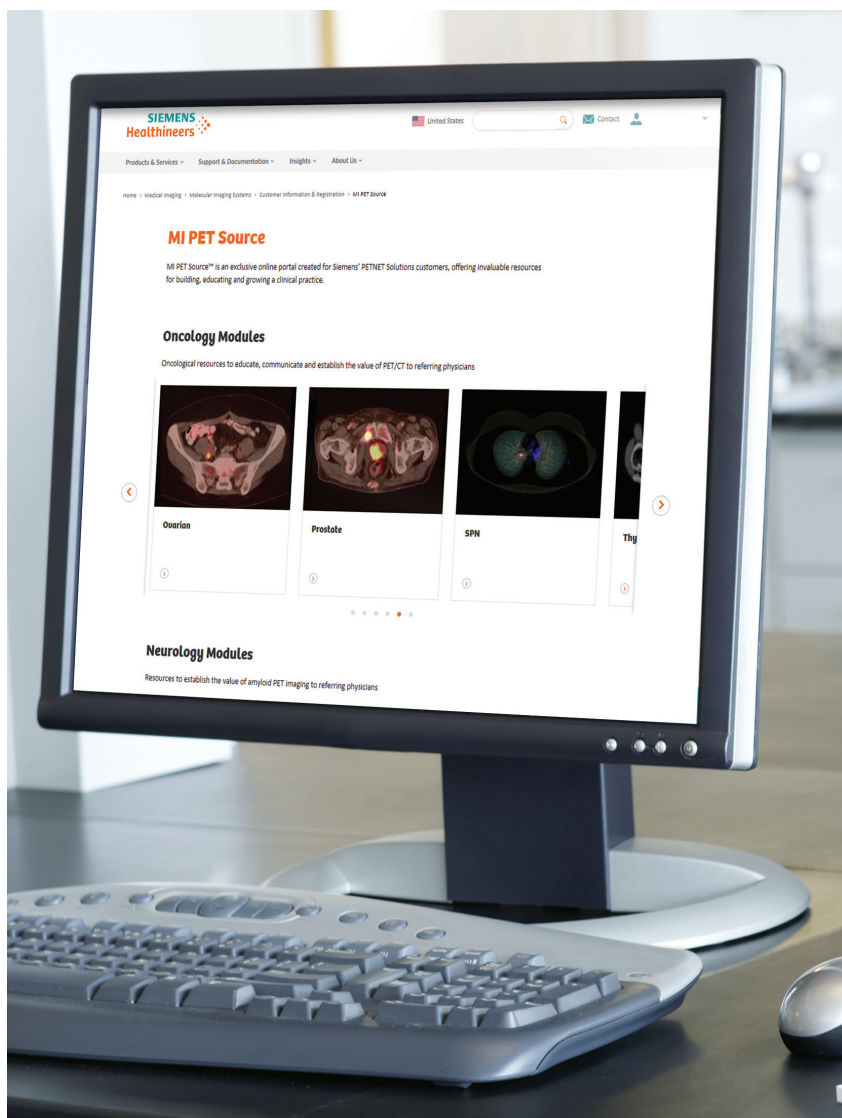 SIEMENS
Healthineers
United States
Contact
Products & Services
Support & Documentation
Insights
About Us
Home › Medical Imaging › Molecular Imaging Systems › Customer Information & Registration › MI PET Source
MI PET Source
MI PET Source™ is an exclusive online portal created for Siemens' PETNET Solutions customers, offering invaluable resources
for building, educating and growing a clinical practice.
Oncology Modules
Oncological resources to educate, communicate and establish the value of PET/CT to referring physicians
Ovarian
Prostate
SPN
Thy
Neurology Modules
Resources to establish the value of amyloid PET imaging to referring physicians